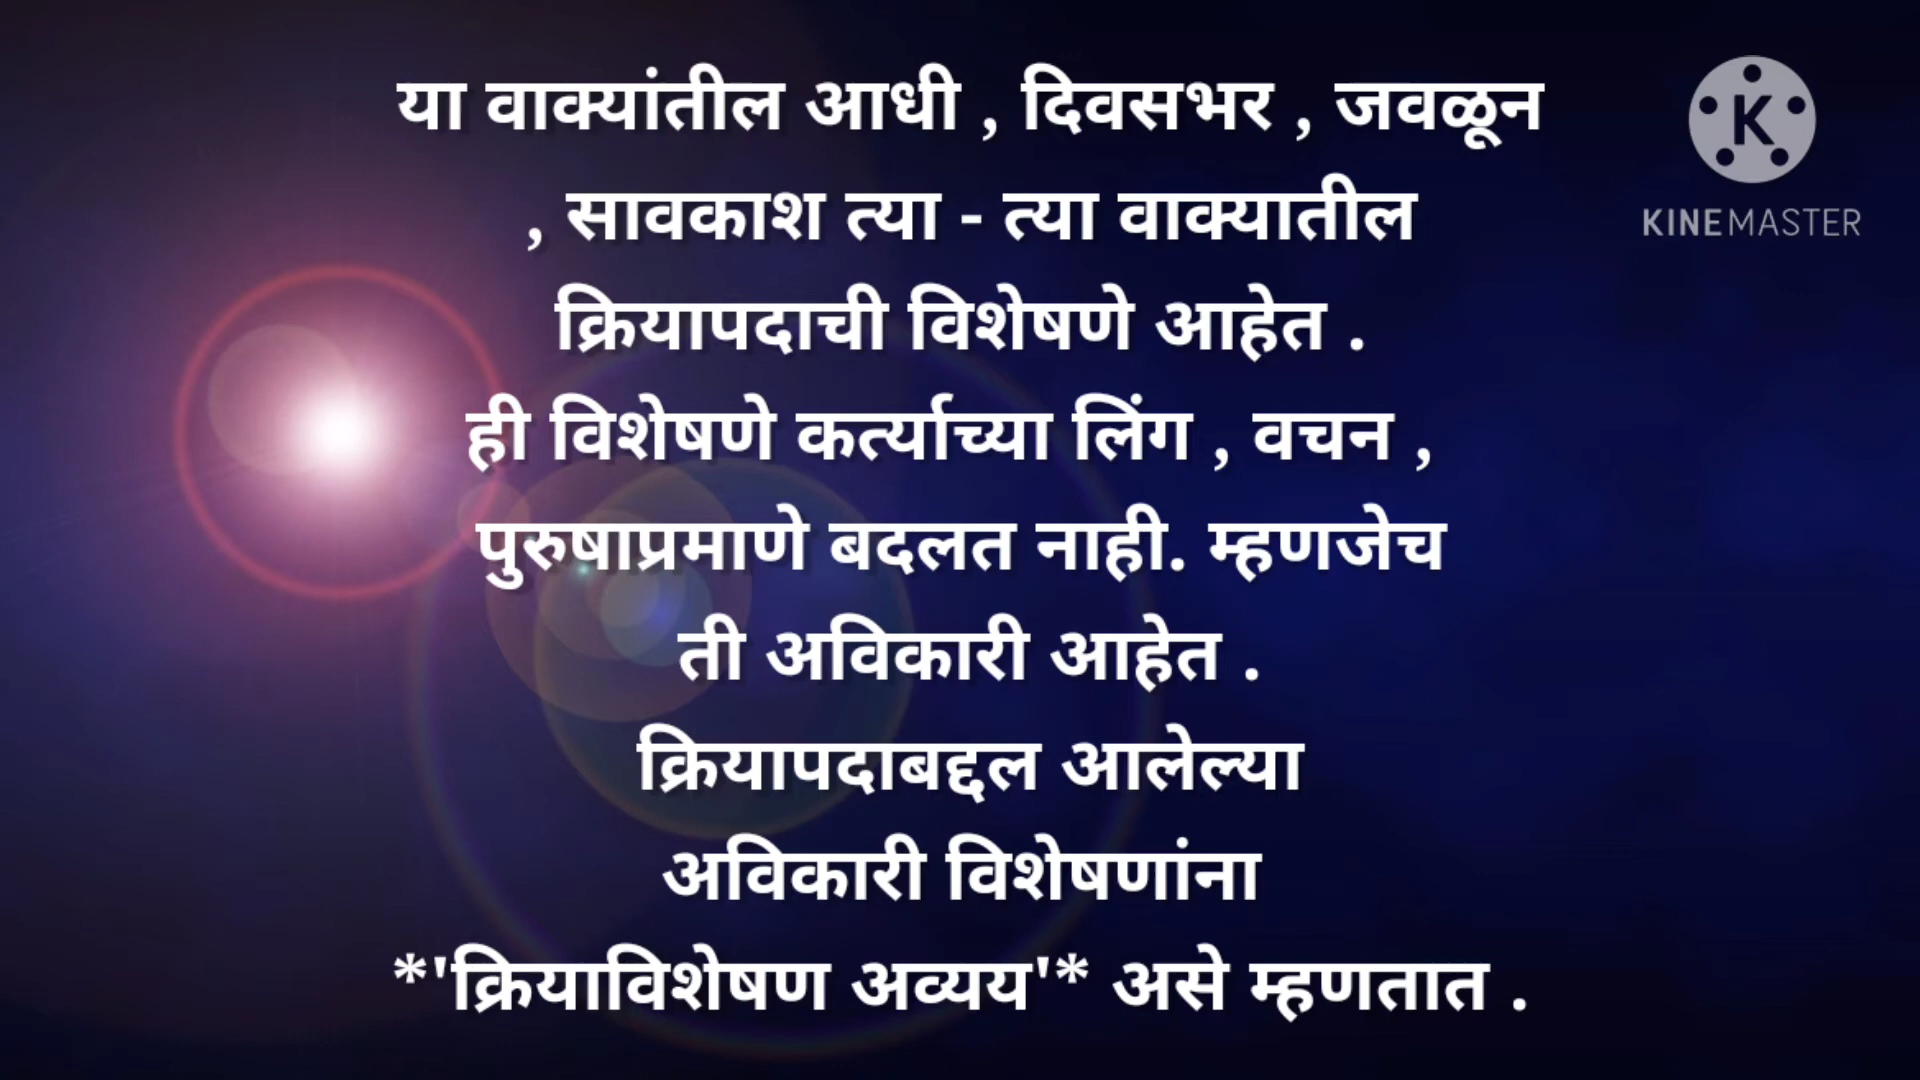 या वाक्यांतील आधी , दिवसभर , जवळून
, सावकाश त्या - त्या वाक्यातील
क्रियापदाची विशेषणे आहेत .
ही विशेषणे कर्त्याच्या लिंग , वचन ,
पुरुषाप्रमाणे बदलत नाही. म्हणजेच
ती अविकारी आहेत .
क्रियापदाबद्दल आलेल्या
अविकारी विशेषणांना
*'क्रियाविशेषण अव्यय'* असे म्हणतात .
K
KINEMASTER